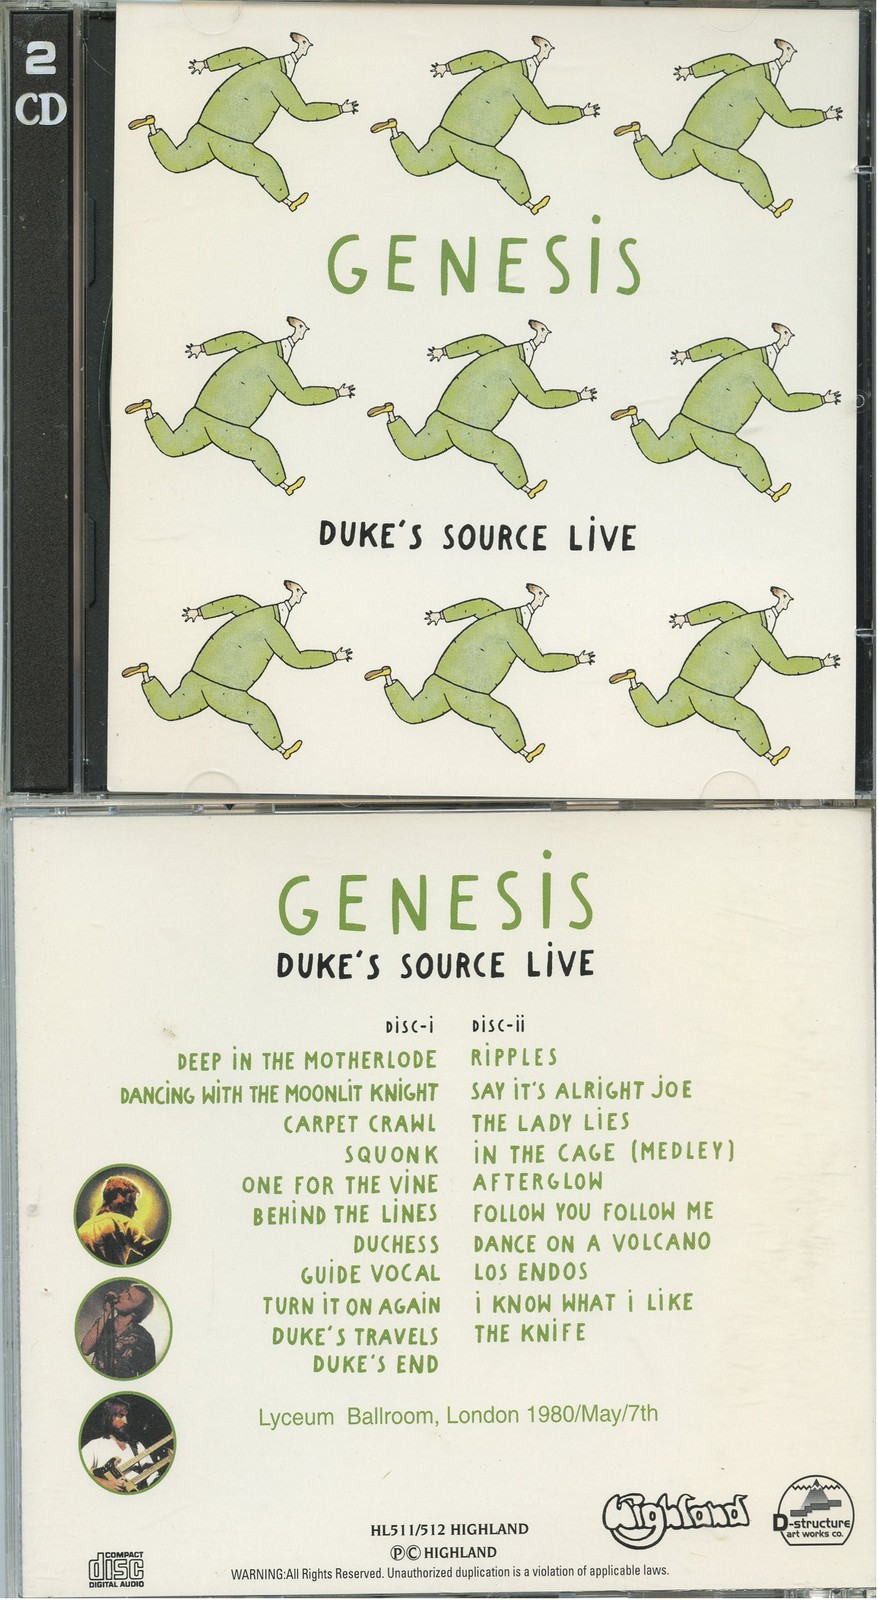 2
CD
GENESiS
DUKE'S SOURCE LiVE
GENESiS
DUKE'S SOURCE LiVE
DiSC-i
DEEP iN THE MOTHERLODE
DANCiNG WiTH THE MOONLiT KNiGHT
CARPET CRAWL
SQUONK
ONE FOR THE ViNE
BEHiND THE LiNES
DUCHESS
GUiDE VOCAL
TURN iT ON AGAiN
DUKE'S TRAVELS
DUKE'S END
DiSC-ii
RiPPLES
SAY iT'S ALRiGHT JOE
THE LADY LiES
iN THE CAGE (MEDLEY)
AFTERGLOW
FOLLOW YOU FOLLOW ME
DANCE ON A VOLCANO
LOS ENDOS
i KNOW WHAT i LiKE
THE KNiFE
Lyceum Ballroom, London 1980/May/7th
Highland
D-structure
art works co.
HL511/512 HIGHLAND
ⓅⒸ HIGHLAND
WARNING:All Rights Reserved. Unauthorized duplication is a violation of applicable laws.
COMPACT
disc
DIGITAL AUDIO